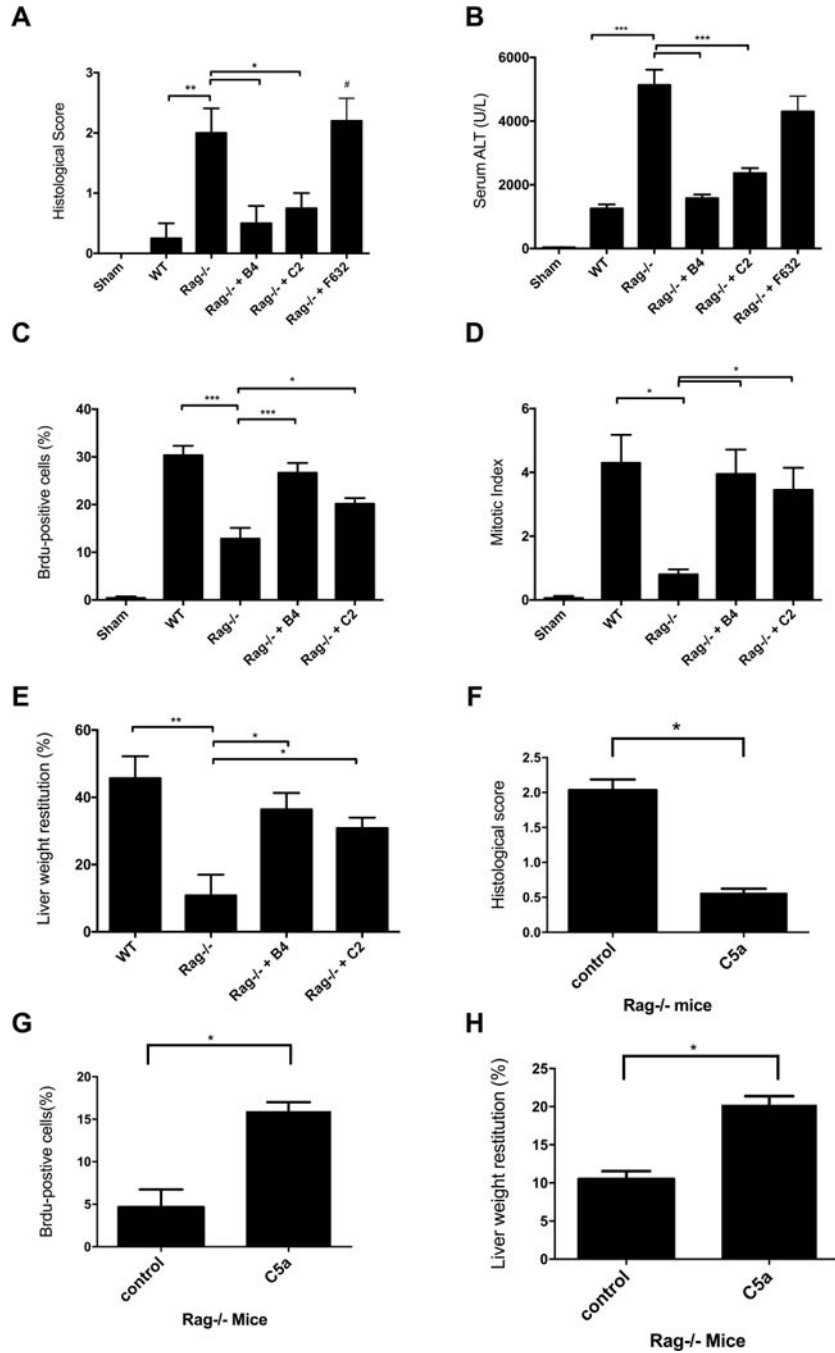 A
Histological Score
3
2
1
0
**
*
#
Sham
WT
Rag-/-
Rag-/- + B4
Rag-/- + C2
Rag-/- + F632
B
Serum ALT (U/L)
6000
4000
2000
0
***
***
Sham
WT
Rag-/-
Rag-/- + B4
Rag-/- + C2
Rag-/- + F632
C
Brdu-positive cells (%)
40
30
20
10
0
***
***
*
Sham
WT
Rag-/-
Rag-/- + B4
Rag-/- + C2
D
Mitotic Index
6
4
2
0
*
*
Sham
WT
Rag-/-
Rag-/- + B4
Rag-/- + C2
E
Liver weight restitution (%)
60
40
20
0
**
*
*
WT
Rag-/-
Rag-/- + B4
Rag-/- + C2
F
Histological score
2.5
2.0
1.5
1.0
0.5
0.0
*
control
C5a
Rag-/- mice
G
Brdu-postive cells(%)
20
15
10
5
0
*
control
C5a
Rag-/- Mice
H
Liver weight restitution (%)
25
20
15
10
5
0
*
control
C5a
Rag-/- Mice